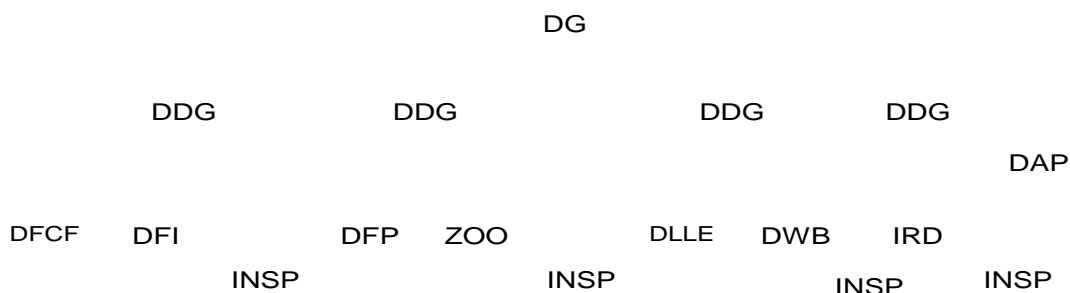 DG
DDG DDG DDG DDG
DAP
DFCF DFI DFP ZOO DLLE DWB IRD
INSP INSP INSP INSP